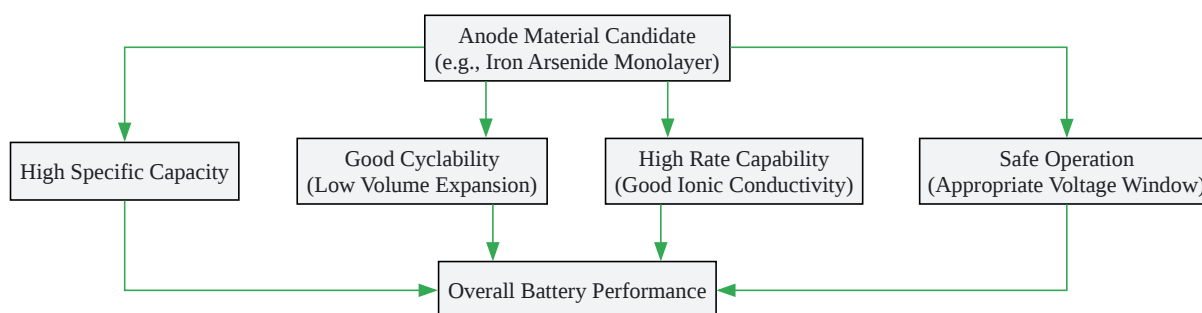 Anode Material Candidate
(e.g., Iron Arsenide Monolayer)
High Specific Capacity
Good Cyclability
(Low Volume Expansion)
High Rate Capability
(Good Ionic Conductivity)
Safe Operation
(Appropriate Voltage Window)
Overall Battery Performance